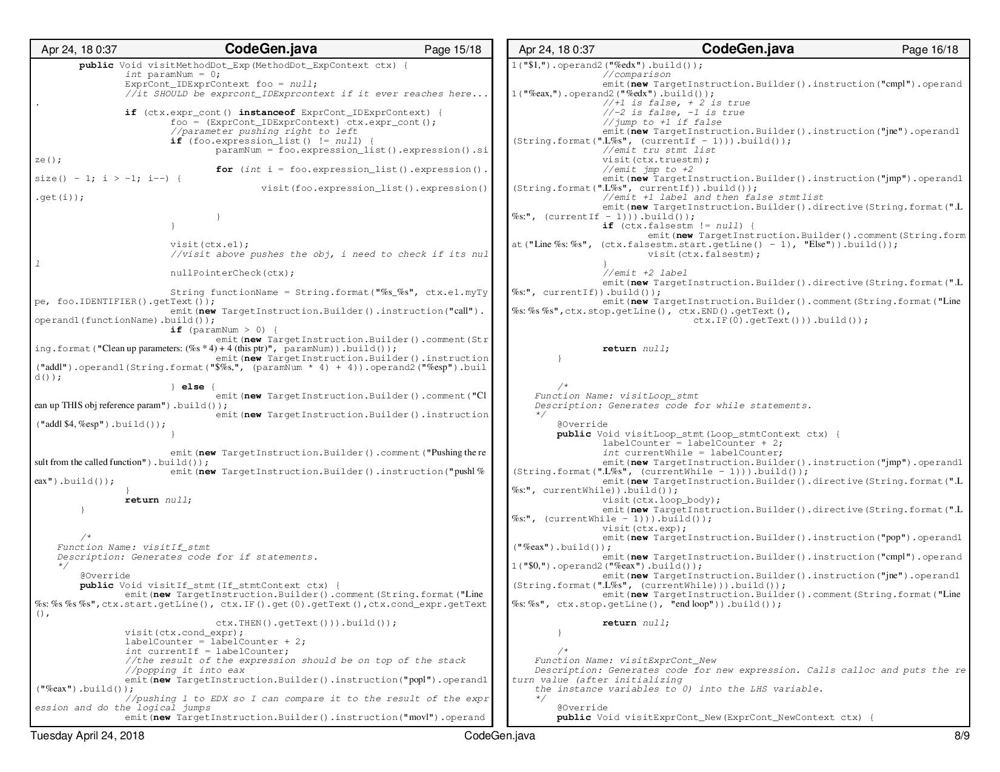 Apr 24, 18 0:37 CodeGen.java Page 15/18
public Void visitMethodDot_Exp(MethodDot_ExpContext ctx) {
int paramNum = 0;
ExprCont_IDExprContext foo = null;
//it SHOULD be exprcont_IDExprcontext if it ever reaches here...
.
if (ctx.expr_cont() instanceof ExprCont_IDExprContext) {
foo = (ExprCont_IDExprContext) ctx.expr_cont();
//parameter pushing right to left
if (foo.expression_list() != null) {
paramNum = foo.expression_list().expression().si
ze();
for (int i = foo.expression_list().expression().
size() - 1; i > -1; i--) {
visit(foo.expression_list().expression()
.get(i));
}
}
visit(ctx.e1);
//visit above pushes the obj, i need to check if its nul
l
nullPointerCheck(ctx);
String functionName = String.format("%s_%s", ctx.e1.myTy
pe, foo.IDENTIFIER().getText());
emit(new TargetInstruction.Builder().instruction("call").
operand1(functionName).build());
if (paramNum > 0) {
emit(new TargetInstruction.Builder().comment(Str
ing.format("Clean up parameters: (%s * 4) + 4 (this ptr)", paramNum)).build());
emit(new TargetInstruction.Builder().instruction
("addl").operand1(String.format("$%s,", (paramNum * 4) + 4)).operand2("%esp").buil
d());
} else {
emit(new TargetInstruction.Builder().comment("Cl
ean up THIS obj reference param").build());
emit(new TargetInstruction.Builder().instruction
("addl $4, %esp").build());
}
emit(new TargetInstruction.Builder().comment("Pushing the re
sult from the called function").build());
emit(new TargetInstruction.Builder().instruction("pushl %
eax").build());
}
return null;
}
/*
Function Name: visitIf_stmt
Description: Generates code for if statements.
*/
@Override
public Void visitIf_stmt(If_stmtContext ctx) {
emit(new TargetInstruction.Builder().comment(String.format("Line
%s: %s %s %s",ctx.start.getLine(), ctx.IF().get(0).getText(),ctx.cond_expr.getText
(),
ctx.THEN().getText())).build());
visit(ctx.cond_expr);
labelCounter = labelCounter + 2;
int currentIf = labelCounter;
//the result of the expression should be on top of the stack
//popping it into eax
emit(new TargetInstruction.Builder().instruction("popl").operand1
("%eax").build());
//pushing 1 to EDX so I can compare it to the result of the expr
ession and do the logical jumps
emit(new TargetInstruction.Builder().instruction("movl").operand
Apr 24, 18 0:37 CodeGen.java Page 16/18
1("$1,").operand2("%edx").build());
//comparison
emit(new TargetInstruction.Builder().instruction("cmpl").operand
1("%eax,").operand2("%edx").build());
//+1 is false, + 2 is true
//-2 is false, -1 is true
//jump to +1 if false
emit(new TargetInstruction.Builder().instruction("jne").operand1
(String.format(".L%s", (currentIf - 1))).build());
//emit tru stmt list
visit(ctx.truestm);
//emit jmp to +2
emit(new TargetInstruction.Builder().instruction("jmp").operand1
(String.format(".L%s", currentIf)).build());
//emit +1 label and then false stmtlist
emit(new TargetInstruction.Builder().directive(String.format(".L
%s:", (currentIf - 1))).build());
if (ctx.falsestm != null) {
emit(new TargetInstruction.Builder().comment(String.form
at("Line %s: %s", (ctx.falsestm.start.getLine() - 1), "Else")).build());
visit(ctx.falsestm);
}
//emit +2 label
emit(new TargetInstruction.Builder().directive(String.format(".L
%s:", currentIf)).build());
emit(new TargetInstruction.Builder().comment(String.format("Line
%s: %s %s",ctx.stop.getLine(), ctx.END().getText(),
ctx.IF(0).getText())).build());
return null;
}
/*
Function Name: visitLoop_stmt
Description: Generates code for while statements.
*/
@Override
public Void visitLoop_stmt(Loop_stmtContext ctx) {
labelCounter = labelCounter + 2;
int currentWhile = labelCounter;
emit(new TargetInstruction.Builder().instruction("jmp").operand1
(String.format(".L%s", (currentWhile - 1))).build());
emit(new TargetInstruction.Builder().directive(String.format(".L
%s:", currentWhile)).build());
visit(ctx.loop_body);
emit(new TargetInstruction.Builder().directive(String.format(".L
%s:", (currentWhile - 1))).build());
visit(ctx.exp);
emit(new TargetInstruction.Builder().instruction("pop").operand1
("%eax").build());
emit(new TargetInstruction.Builder().instruction("cmpl").operand
1("$0,").operand2("%eax").build());
emit(new TargetInstruction.Builder().instruction("jne").operand1
(String.format(".L%s", (currentWhile))).build());
emit(new TargetInstruction.Builder().comment(String.format("Line
%s: %s", ctx.stop.getLine(), "end loop")).build());
return null;
}
/*
Function Name: visitExprCont_New
Description: Generates code for new expression. Calls calloc and puts the re
turn value (after initializing
the instance variables to 0) into the LHS variable.
*/
@Override
public Void visitExprCont_New(ExprCont_NewContext ctx) {
Tuesday April 24, 2018 CodeGen.java 8/9